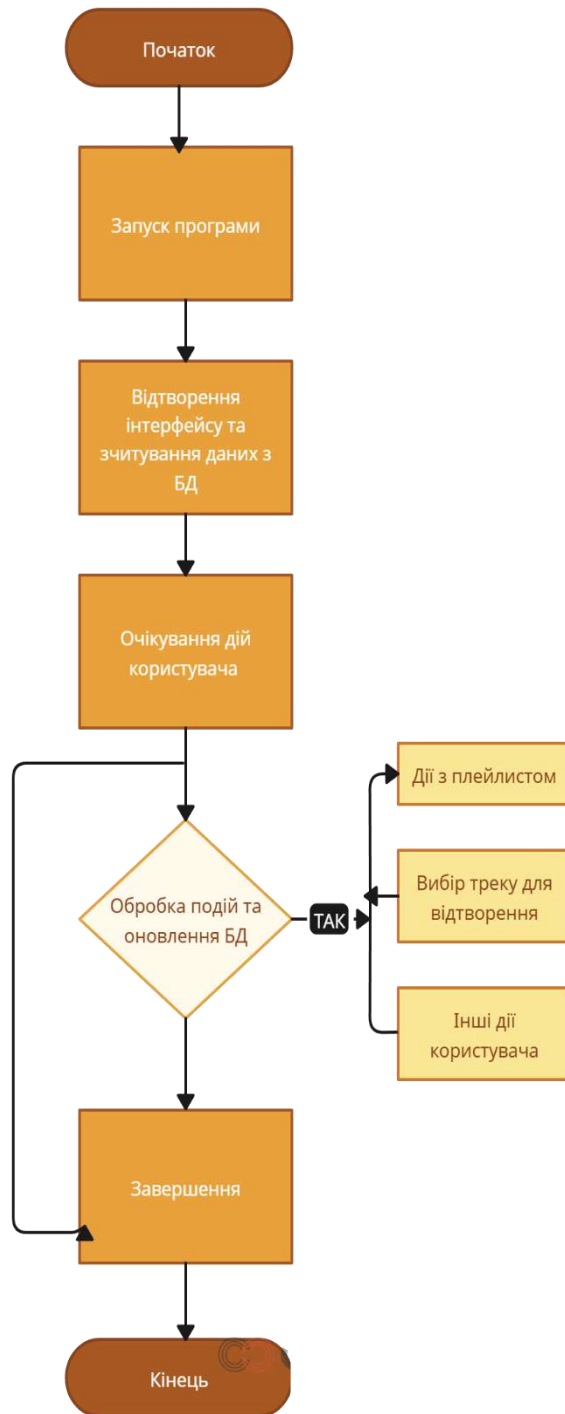 Початок
Запуск програми
Відтворення
інтерфейсу та
зчитування даних з
БД
Очікування дій
користувача
Дії з плейлистом
Вибір треку для
відтворення
Обробка подій та
оновлення БД
ТАК
Інші дії
користувача
Завершення
Кінець